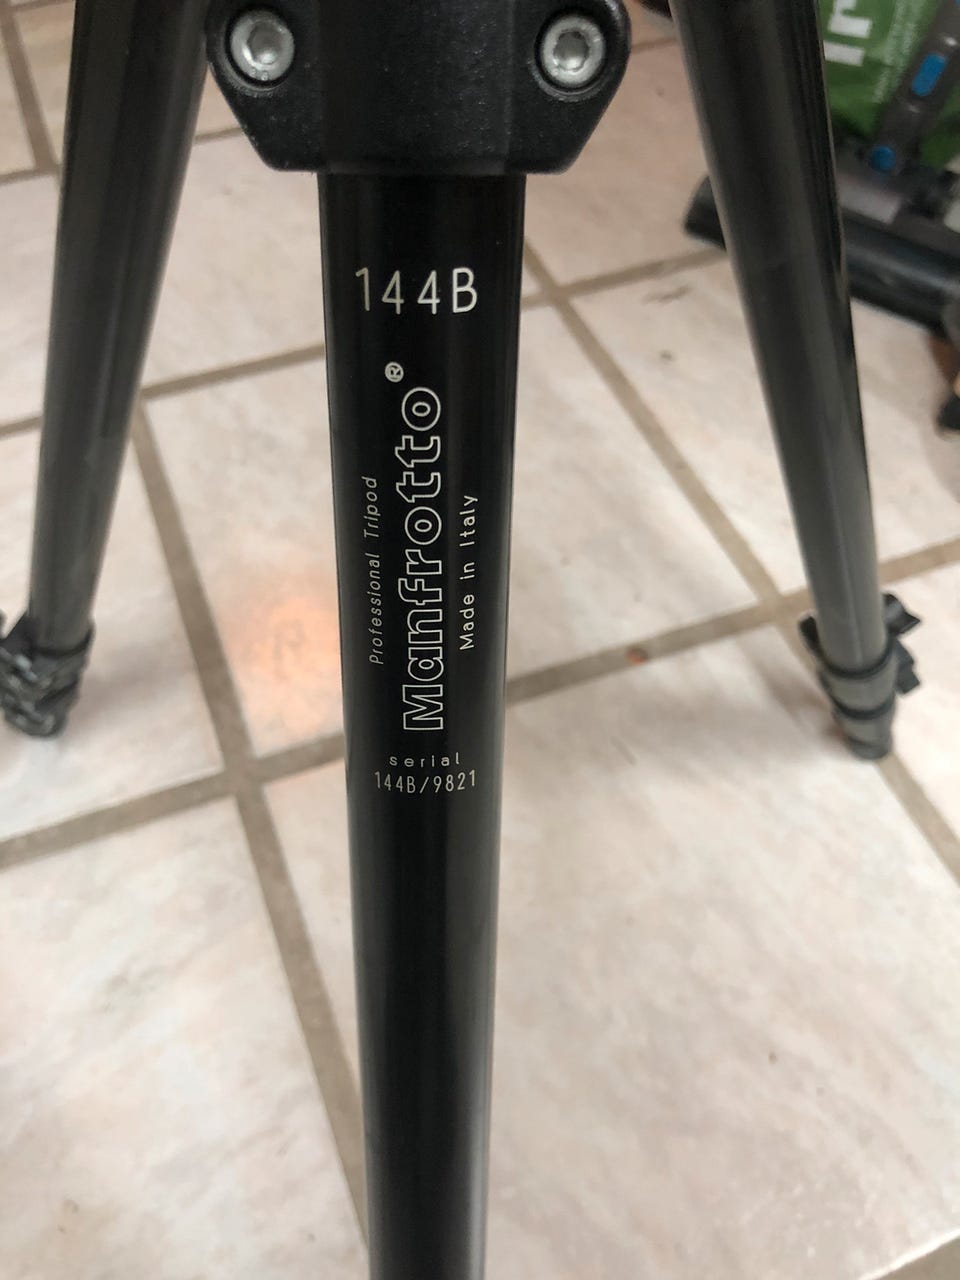 144B
Professional Tripod
Manfrotto®
Made in Italy
serial
144B/9821